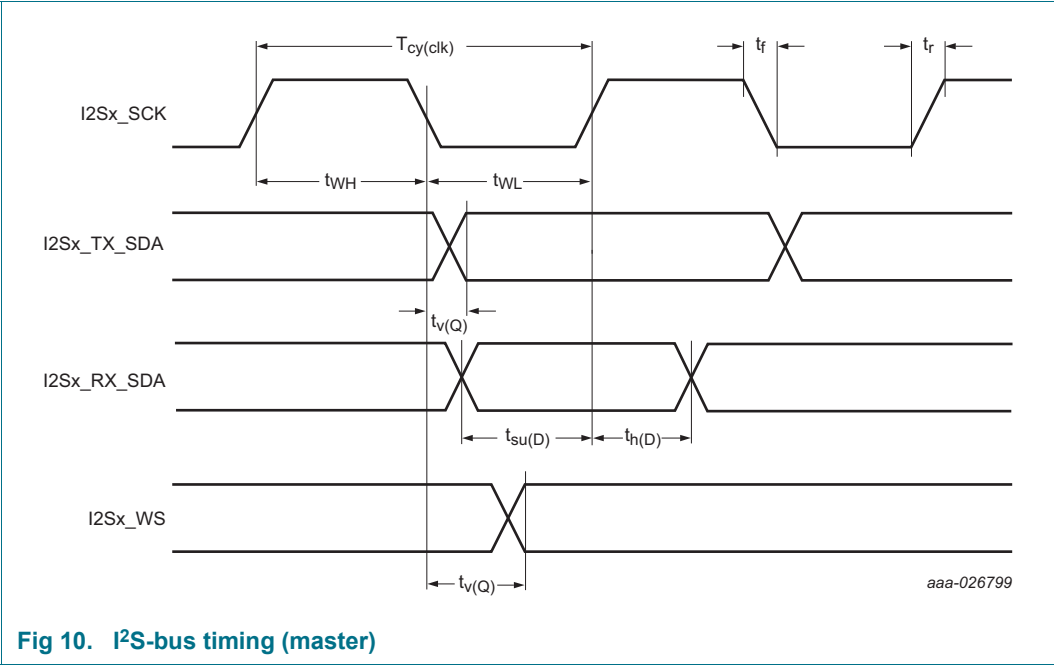 Tcy(clk)
tf
tr
I2Sx_SCK
tWH
tWL
I2Sx_TX_SDA
tv(Q)
I2Sx_RX_SDA
tsu(D)
th(D)
I2Sx_WS
tv(Q)
aaa-026799
Fig 10. I²S-bus timing (master)